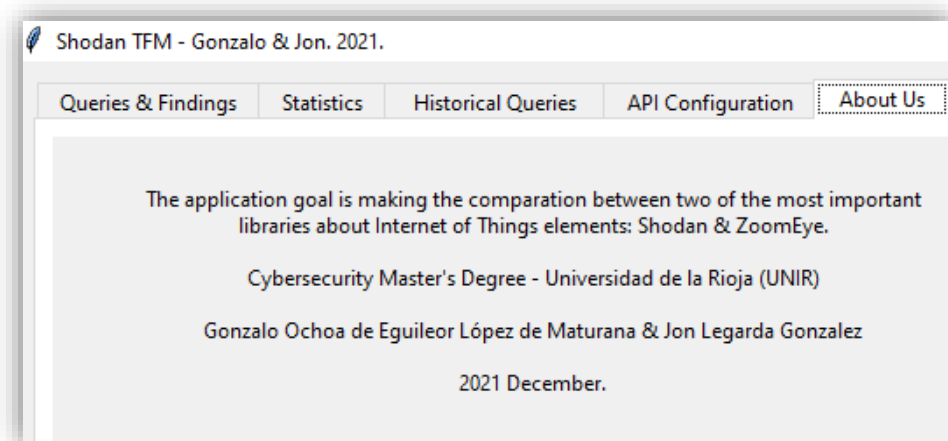 Shodan TFM - Gonzalo & Jon. 2021.
Queries & Findings Statistics Historical Queries API Configuration About Us
The application goal is making the comparation between two of the most important
libraries about Internet of Things elements: Shodan & ZoomEye.
Cybersecurity Master's Degree - Universidad de la Rioja (UNIR)
Gonzalo Ochoa de Eguileor López de Maturana & Jon Legarda Gonzalez
2021 December.